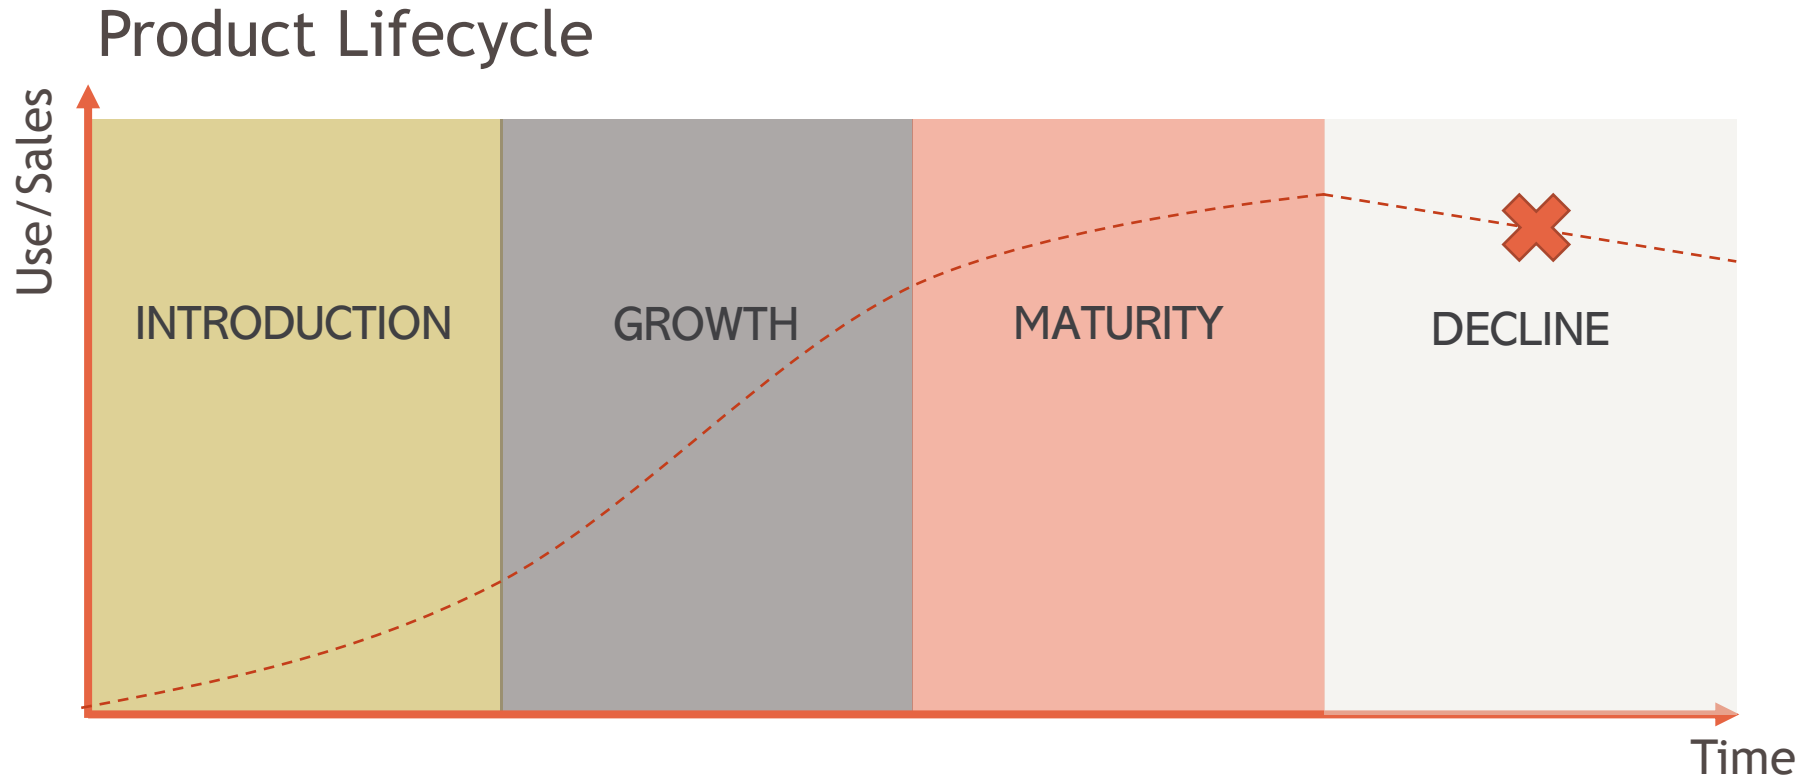 Product Lifecycle
Use/Sales
INTRODUCTION
GROWTH
MATURITY
DECLINE
Time